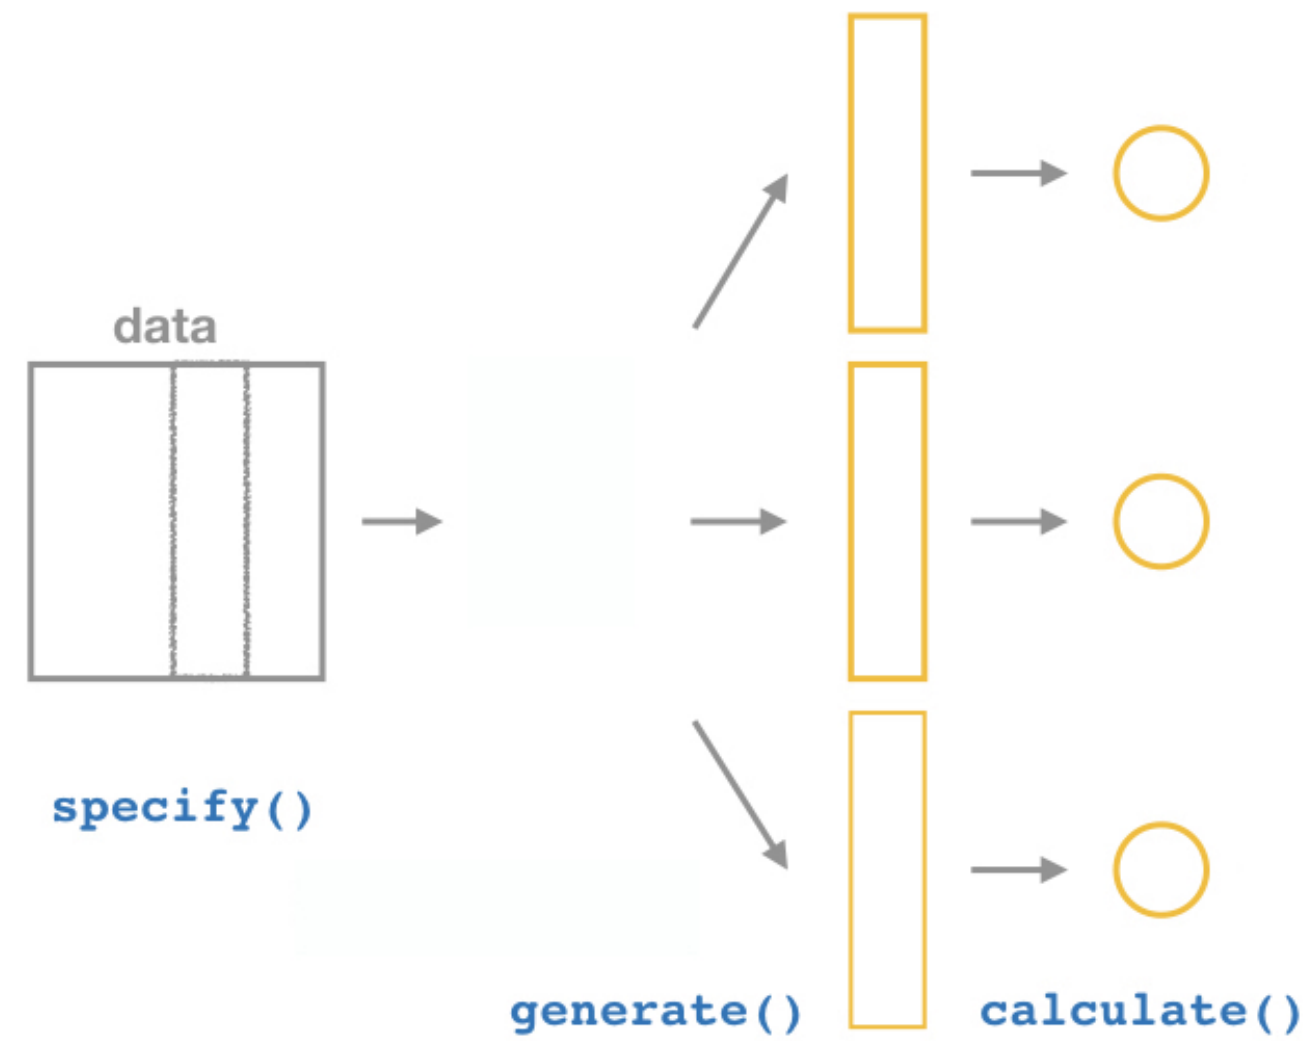 data
specify()
generate()
calculate()